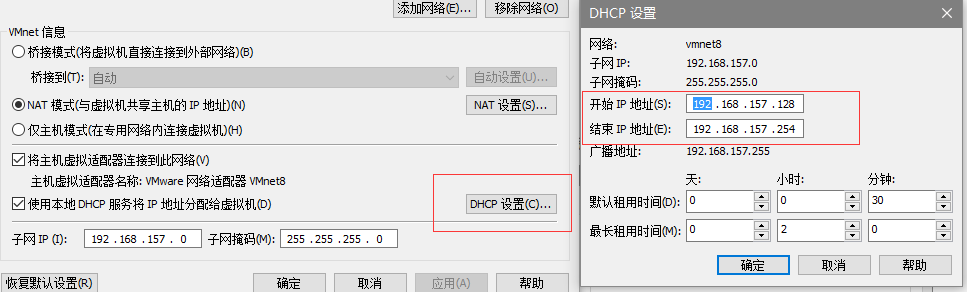 添加网络(E)... 移除网络(O)
VMnet 信息
桥接模式(将虚拟机直接连接到外部网络)(B)
桥接到(T): 自动 自动设置(U)...
NAT 模式(与虚拟机共享主机的 IP 地址)(N) NAT 设置(S)...
仅主机模式(在专用网络内连接虚拟机)(H)
将主机虚拟适配器连接到此网络(V)
主机虚拟适配器名称: VMware 网络适配器 VMnet8
使用本地 DHCP 服务将 IP 地址分配给虚拟机(D) DHCP 设置(C)...
子网 IP (I): 192 . 168 . 157 . 0 子网掩码(M): 255 . 255 . 255 . 0
恢复默认设置(R) 确定 取消 应用(A) 帮助
DHCP 设置
网络: vmnet8
子网 IP: 192.168.157.0
子网掩码: 255.255.255.0
开始 IP 地址(S): 192 . 168 . 157 . 128
结束 IP 地址(E): 192 . 168 . 157 . 254
广播地址: 192.168.157.255
天: 小时: 分钟:
默认租用时间(D): 0 0 30
最长租用时间(M): 0 2 0
确定 取消 帮助